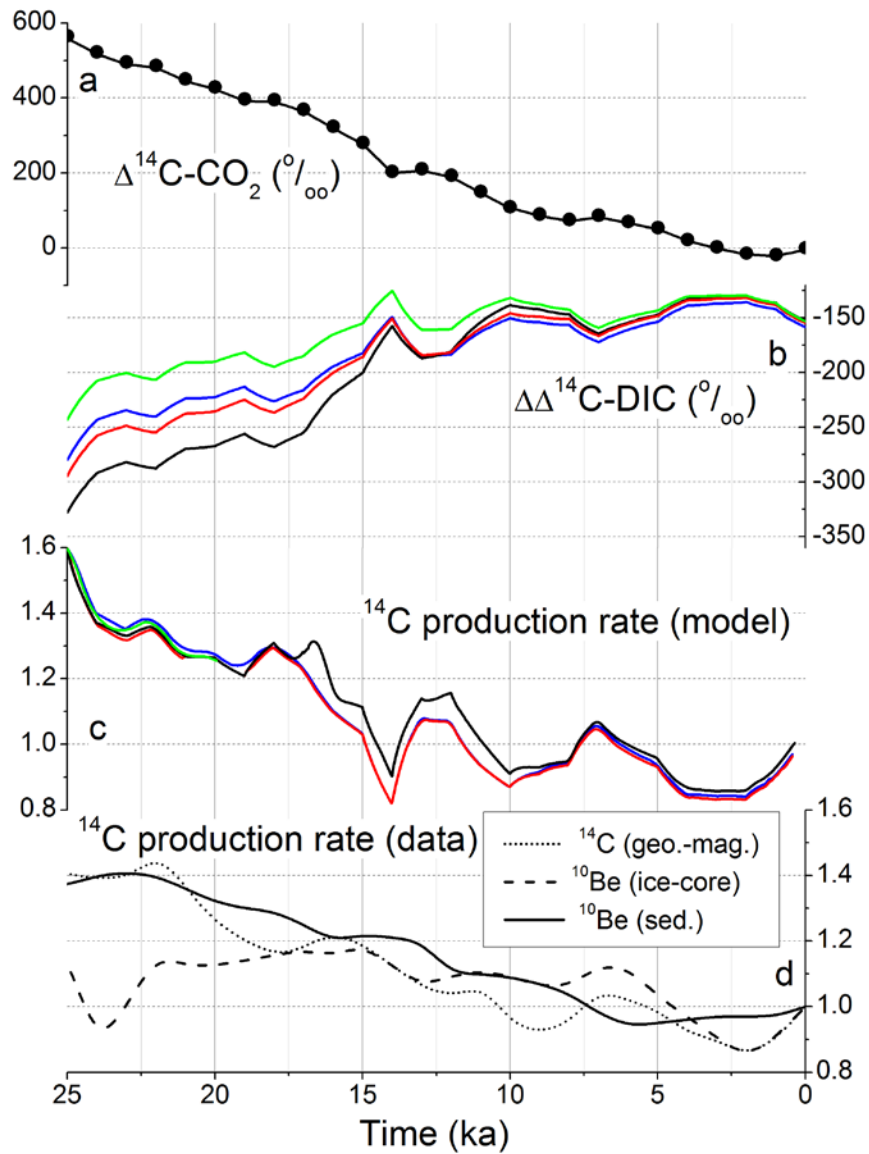 600
400
200
0
a
Δ¹⁴C-CO₂ (°/ₒₒ)
-150
-200
-250
-300
-350
b
ΔΔ¹⁴C-DIC (°/ₒₒ)
1.6
1.4
1.2
1.0
0.8
¹⁴C production rate (model)
c
¹⁴C production rate (data)
1.6
1.4
1.2
1.0
0.8
¹⁴C (geo.-mag.)
¹⁰Be (ice-core)
¹⁰Be (sed.)
d
25 20 15 10 5 0
Time (ka)